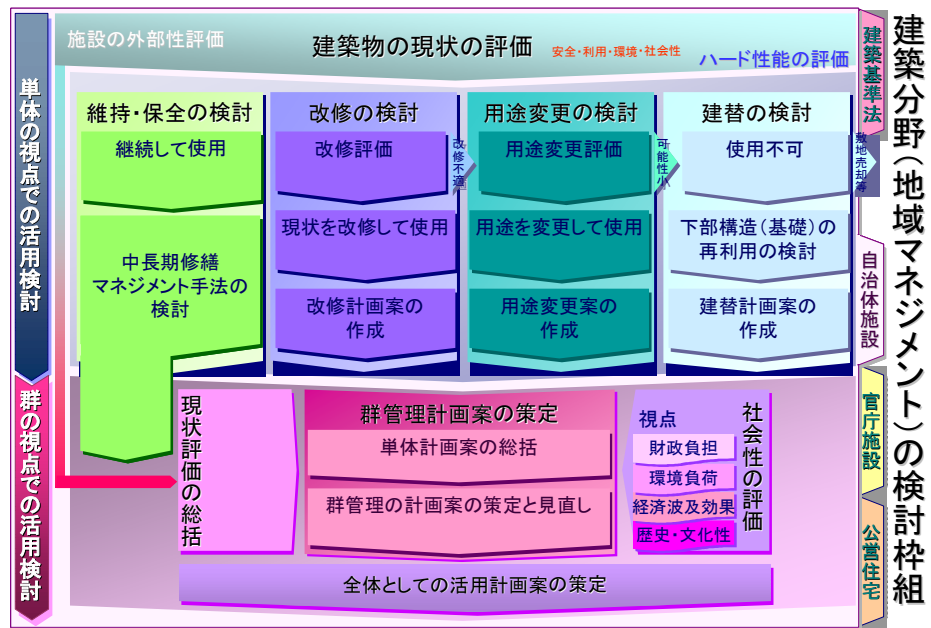 建築分野（地域マネジメント）の検討枠組
単体の視点での活用検討
群の視点での活用検討
施設の外部性評価
建築物の現状の評価
安全・利用・環境・社会性
ハード性能の評価
維持・保全の検討
継続して使用
中長期修繕
マネジメント手法の
検討
改修の検討
改修評価
現状を改修して使用
改修計画案の
作成
改修不適
用途変更の検討
用途変更評価
用途を変更して使用
用途変更案の
作成
可能性小
建替の検討
使用不可
下部構造（基礎）の
再利用の検討
建替計画案の
作成
敷地売却等
現状評価の総括
群管理計画案の策定
単体計画案の総括
群管理の計画案の策定と見直し
視点
財政負担
環境負荷
経済波及効果
歴史・文化性
社会性の評価
全体としての活用計画案の策定
建築基準法
自治体施設
官庁施設
公営住宅